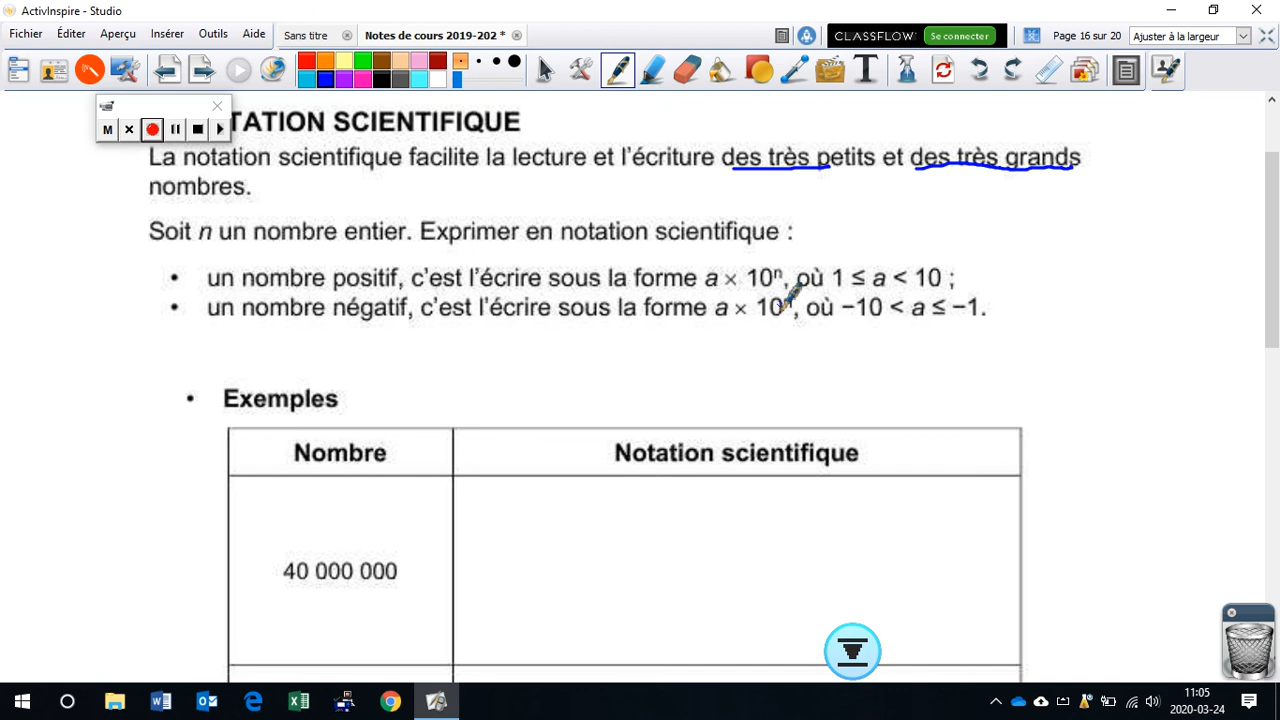 ActivInspire - Studio
Fichier Éditer Aperçu Insérer Outils Aide
Sans titre
Notes de cours 2019-202 *
CLASSFLOW Se connecter
Page 16 sur 20
Ajuster à la largeur
M
TATION SCIENTIFIQUE
La notation scientifique facilite la lecture et l'écriture des très petits et des très grands
nombres.
Soit n un nombre entier. Exprimer en notation scientifique :
• un nombre positif, c'est l'écrire sous la forme a × 10ⁿ, où 1 ≤ a < 10 ;
• un nombre négatif, c'est l'écrire sous la forme a × 10ⁿ, où −10 < a ≤ −1.
• Exemples
Nombre Notation scientifique
40 000 000
11:05
2020-03-24